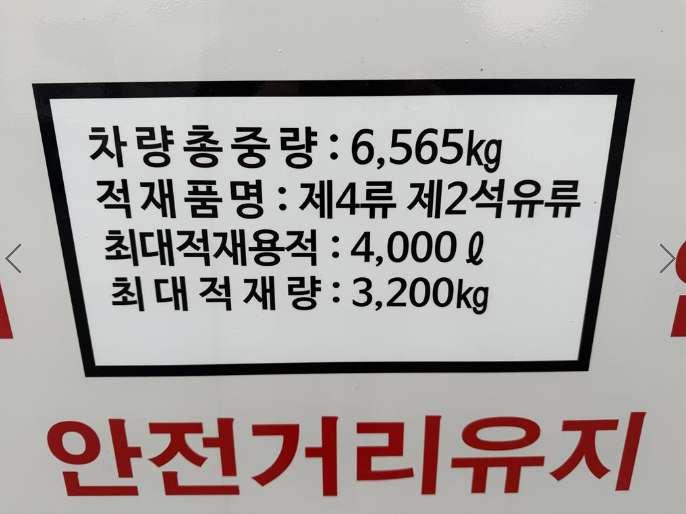 차량총중량 : 6,565kg
적재품명 : 제4류 제2석유류
최대적재용적 : 4,000ℓ
최대적재량 : 3,200kg
안전거리유지